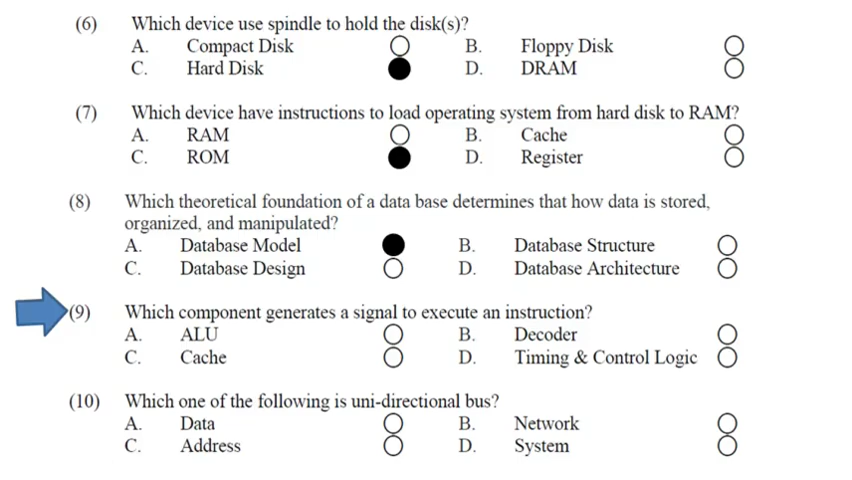 (6) Which device use spindle to hold the disk(s)?
A. Compact Disk B. Floppy Disk
C. Hard Disk D. DRAM
(7) Which device have instructions to load operating system from hard disk to RAM?
A. RAM B. Cache
C. ROM D. Register
(8) Which theoretical foundation of a data base determines that how data is stored,
organized, and manipulated?
A. Database Model B. Database Structure
C. Database Design D. Database Architecture
(9) Which component generates a signal to execute an instruction?
A. ALU B. Decoder
C. Cache D. Timing & Control Logic
(10) Which one of the following is uni-directional bus?
A. Data B. Network
C. Address D. System